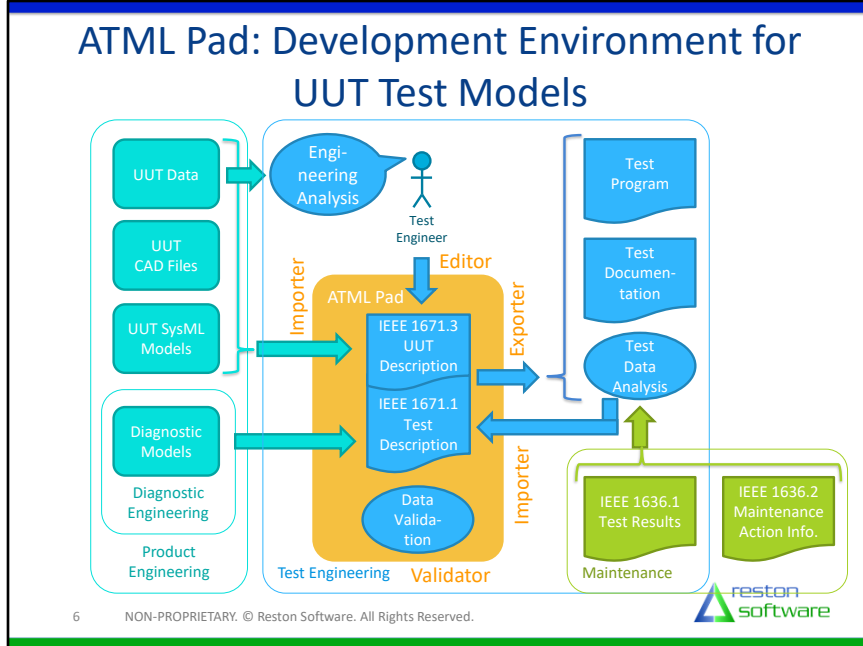 ATML Pad: Development Environment for
UUT Test Models
UUT Data
UUT
CAD Files
UUT SysML
Models
Diagnostic
Models
Diagnostic
Engineering
Product
Engineering
Engi-
neering
Analysis
Test
Engineer
Importer
Editor
ATML Pad
IEEE 1671.3
UUT
Description
IEEE 1671.1
Test
Description
Data
Valida-
tion
Exporter
Importer
Test Engineering
Validator
Test
Program
Test
Documen-
tation
Test
Data
Analysis
IEEE 1636.1
Test Results
IEEE 1636.2
Maintenance
Action Info.
Maintenance
6
NON-PROPRIETARY. © Reston Software. All Rights Reserved.
reston
software